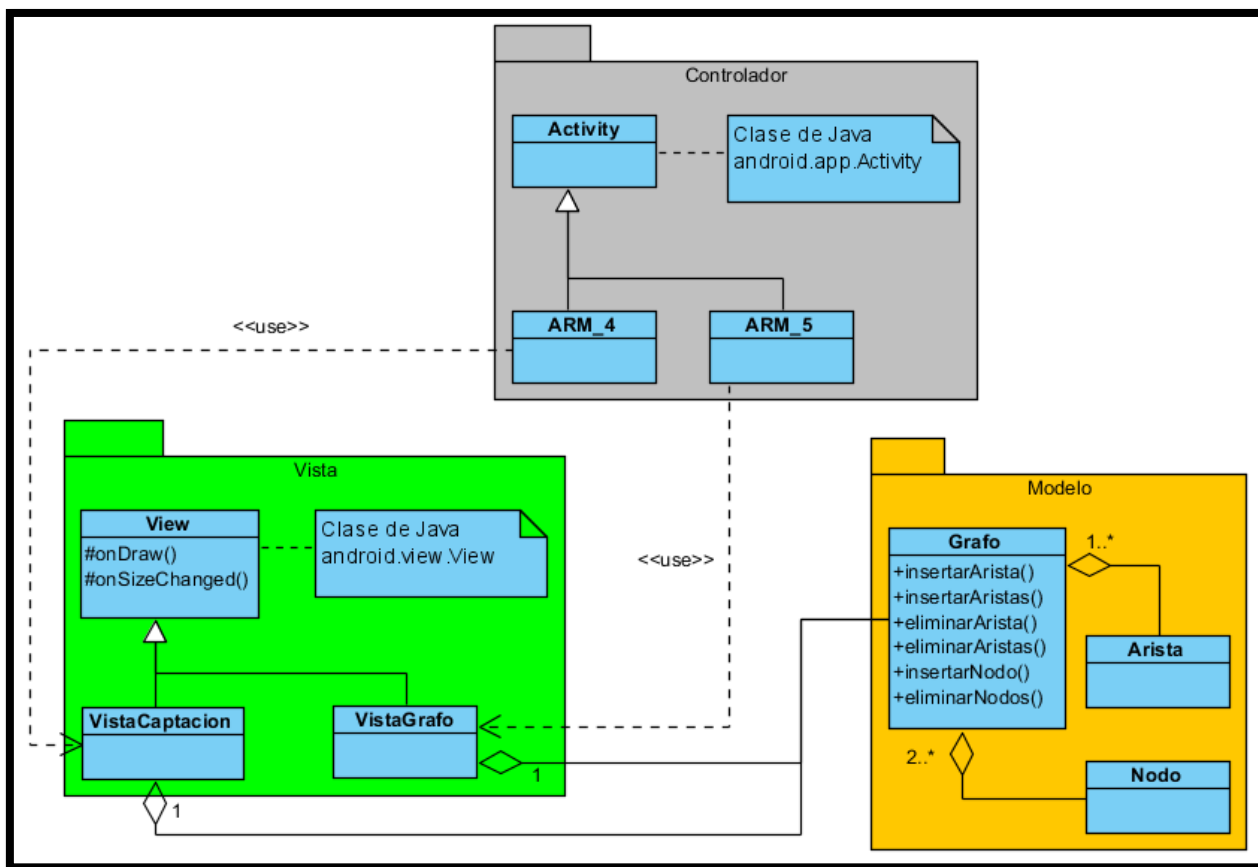 Controlador
Activity
Clase de Java
android.app.Activity
ARM_4
ARM_5
<<use>>
Vista
View
#onDraw()
#onSizeChanged()
Clase de Java
android.view.View
<<use>>
VistaCaptacion
VistaGrafo
1
1
Modelo
Grafo
+insertarArista()
+insertarAristas()
+eliminarArista()
+eliminarAristas()
+insertarNodo()
+eliminarNodos()
1..*
Arista
2..*
Nodo